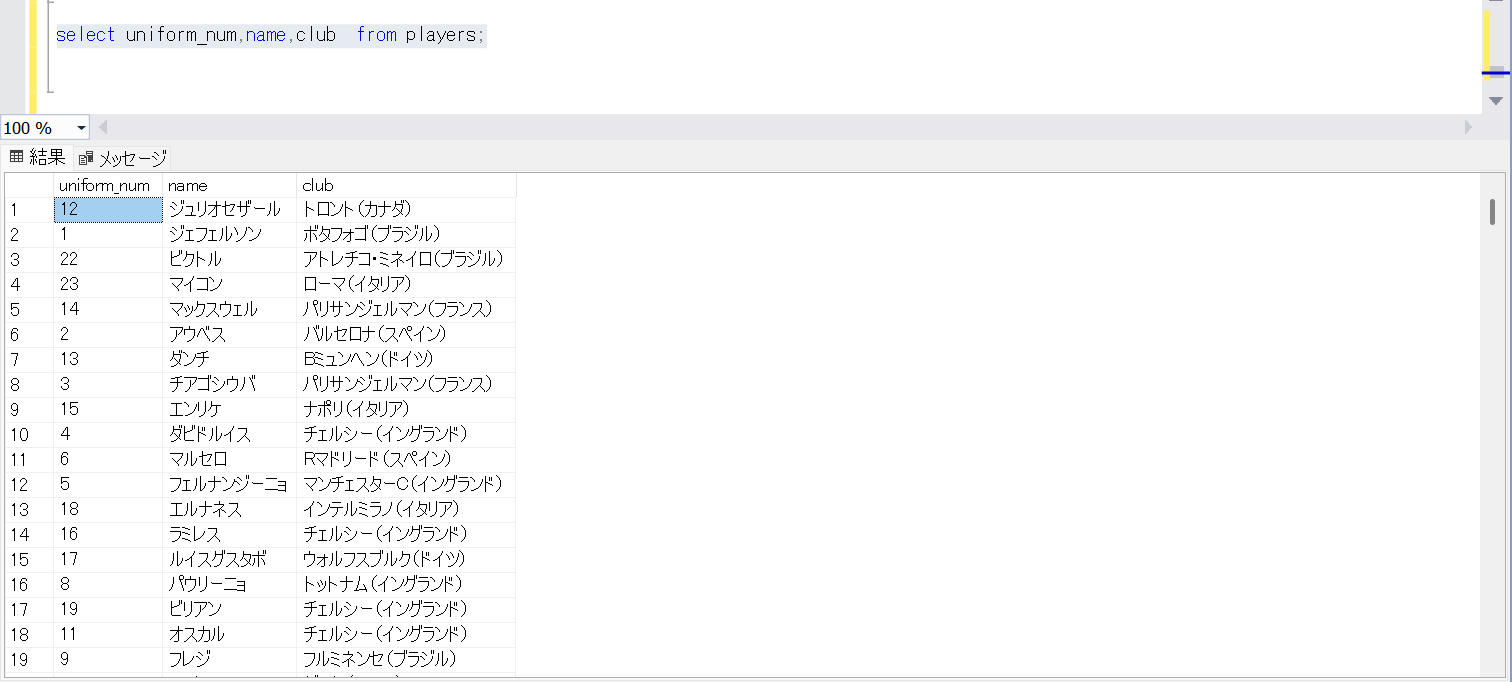 select uniform_num,name,club  from players;
100 %
結果 メッセージ
uniform_num name club
1 12 ジュリオセザール トロント(カナダ)
2 1 ジェフェルソン ボタフォゴ(ブラジル)
3 22 ビクトル アトレチコ・ミネイロ(ブラジル)
4 23 マイコン ローマ(イタリア)
5 14 マックスウェル パリサンジェルマン(フランス)
6 2 アウベス バルセロナ(スペイン)
7 13 ダンチ Bミュンヘン(ドイツ)
8 3 チアゴシウバ パリサンジェルマン(フランス)
9 15 エンリケ ナポリ(イタリア)
10 4 ダビドルイス チェルシー(イングランド)
11 6 マルセロ Rマドリード(スペイン)
12 5 フェルナンジーニョ マンチェスターC(イングランド)
13 18 エルナネス インテルミラノ(イタリア)
14 16 ラミレス チェルシー(イングランド)
15 17 ルイスグスタボ ウォルフスブルク(ドイツ)
16 8 パウリーニョ トットナム(イングランド)
17 19 ビリアン チェルシー(イングランド)
18 11 オスカル チェルシー(イングランド)
19 9 フレジ フルミネンセ(ブラジル)